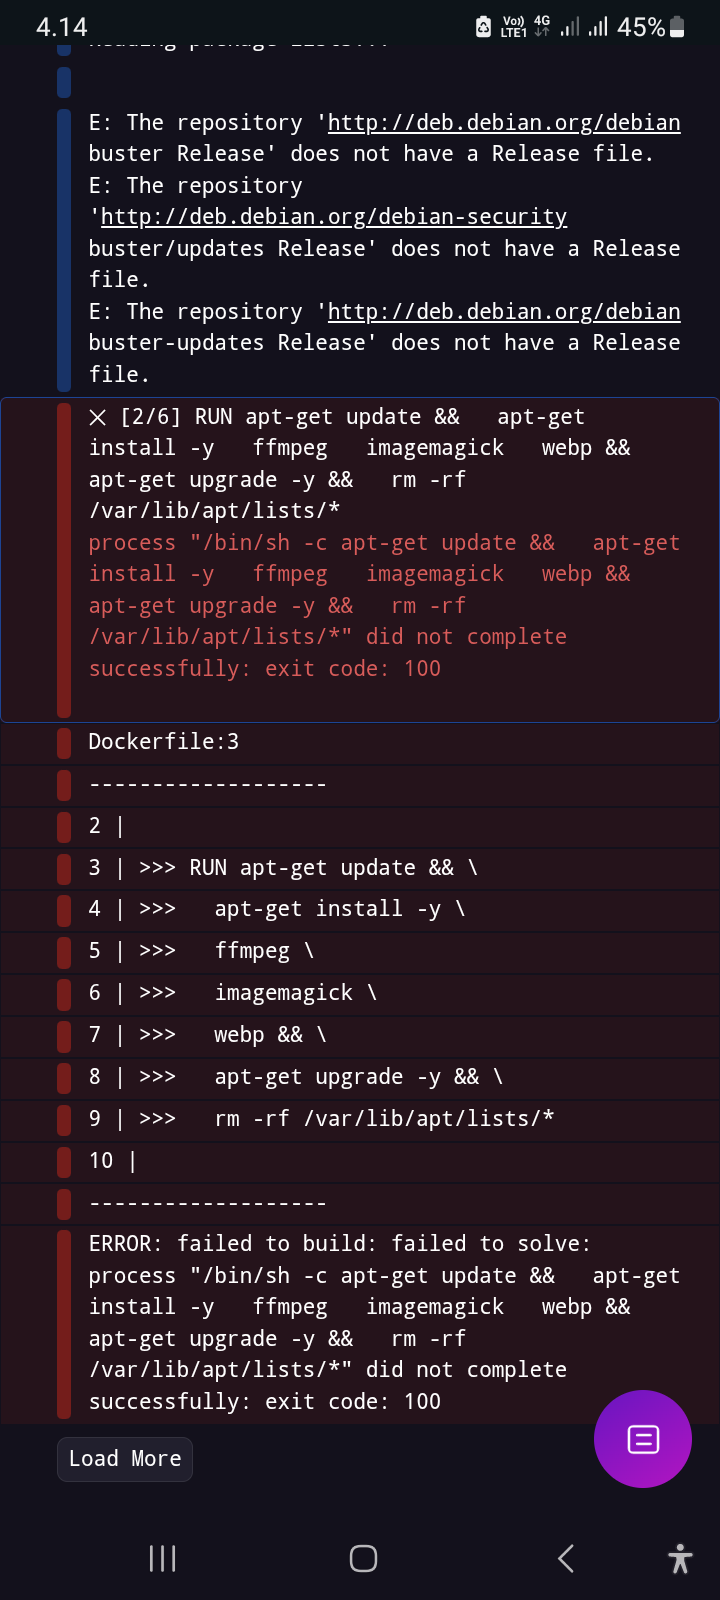 4.14
Vo)) LTE1 4G 45%
Reading package lists...
E: The repository 'http://deb.debian.org/debian
buster Release' does not have a Release file.
E: The repository
'http://deb.debian.org/debian-security
buster/updates Release' does not have a Release
file.
E: The repository 'http://deb.debian.org/debian
buster-updates Release' does not have a Release
file.
✕ [2/6] RUN apt-get update &&   apt-get
install -y   ffmpeg   imagemagick   webp &&
apt-get upgrade -y &&   rm -rf
/var/lib/apt/lists/*
process "/bin/sh -c apt-get update &&   apt-get
install -y   ffmpeg   imagemagick   webp &&
apt-get upgrade -y &&   rm -rf
/var/lib/apt/lists/*" did not complete
successfully: exit code: 100
Dockerfile:3
-------------------
2 |
3 | >>> RUN apt-get update && \
4 | >>>   apt-get install -y \
5 | >>>   ffmpeg \
6 | >>>   imagemagick \
7 | >>>   webp && \
8 | >>>   apt-get upgrade -y && \
9 | >>>   rm -rf /var/lib/apt/lists/*
10 |
-------------------
ERROR: failed to build: failed to solve:
process "/bin/sh -c apt-get update &&   apt-get
install -y   ffmpeg   imagemagick   webp &&
apt-get upgrade -y &&   rm -rf
/var/lib/apt/lists/*" did not complete
successfully: exit code: 100
Load More